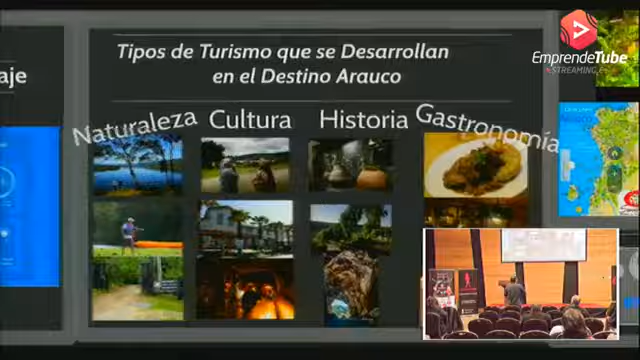 EmprendeTube
STREAMING.C
Tipos de Turismo que se Desarrollan
en el Destino Arauco
aje
Naturaleza Cultura Historia Gastronomía